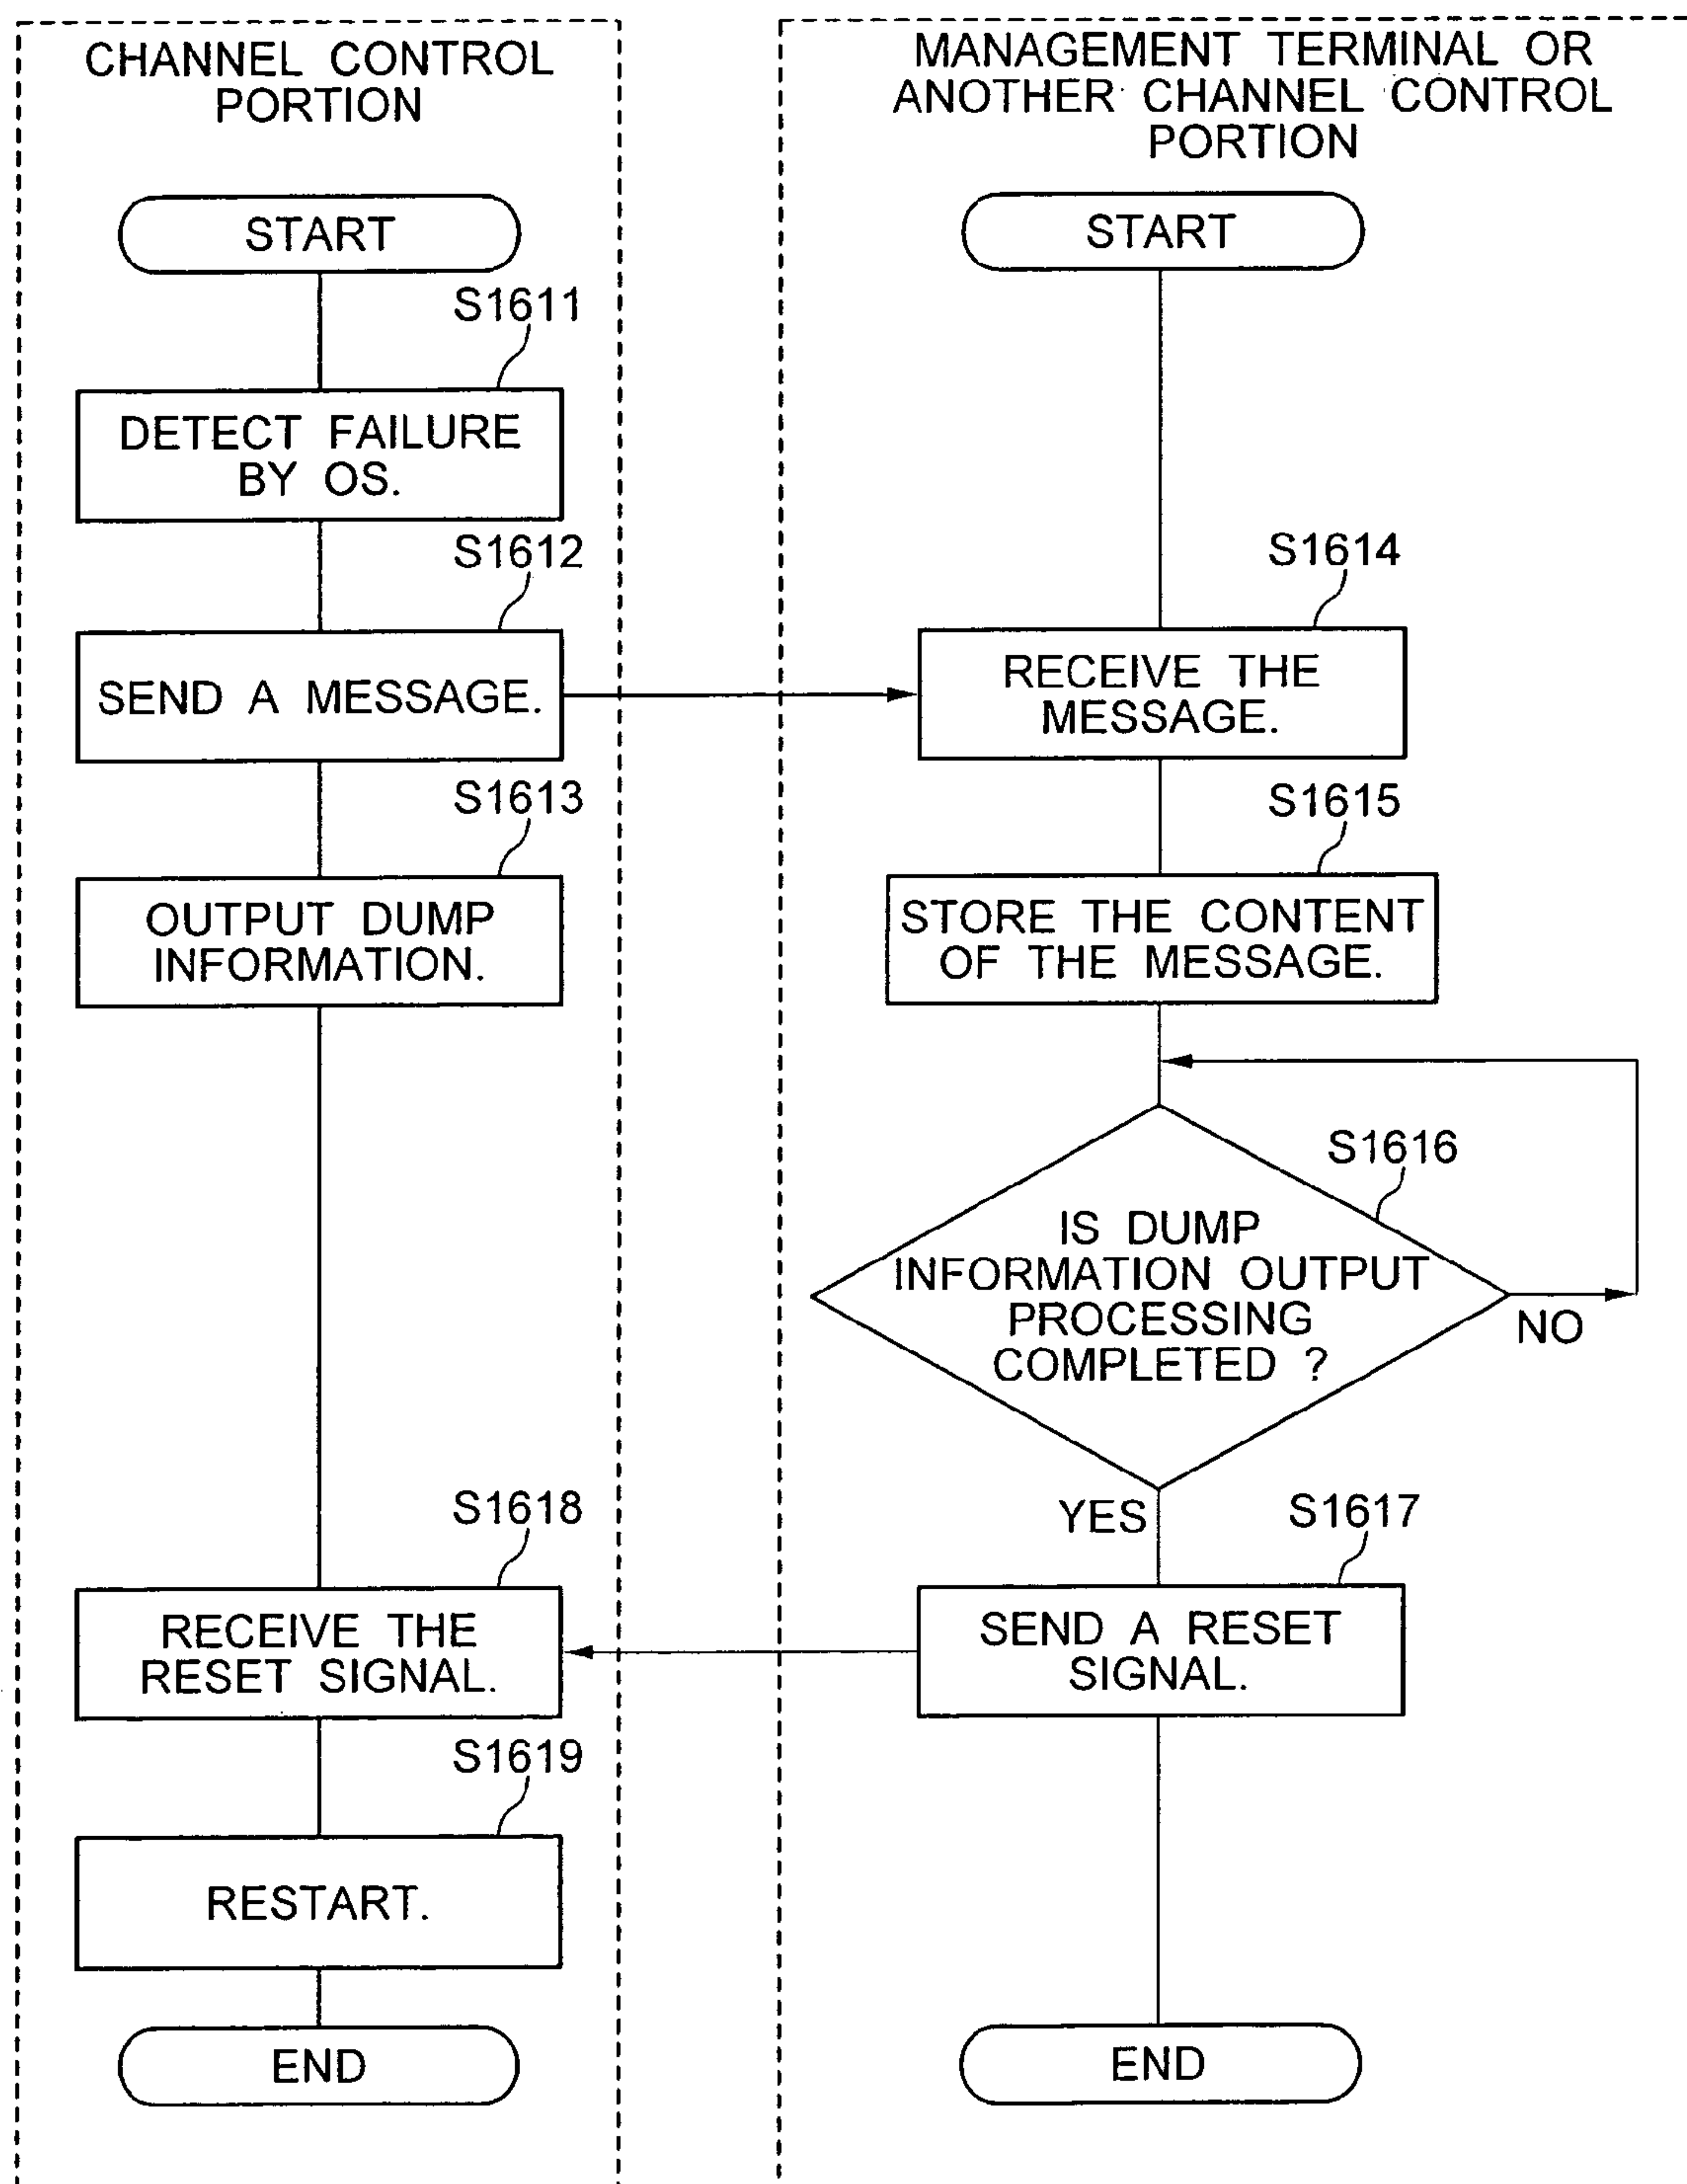 CHANNEL CONTROL
PORTION
START
S1611
DETECT FAILURE
BY OS.
S1612
SEND A MESSAGE.
S1613
OUTPUT DUMP
INFORMATION.
S1618
RECEIVE THE
RESET SIGNAL.
S1619
RESTART.
END
MANAGEMENT TERMINAL OR
ANOTHER CHANNEL CONTROL
PORTION
START
S1614
RECEIVE THE
MESSAGE.
S1615
STORE THE CONTENT
OF THE MESSAGE.
S1616
IS DUMP
INFORMATION OUTPUT
PROCESSING
COMPLETED ?
NO
YES
S1617
SEND A RESET
SIGNAL.
END